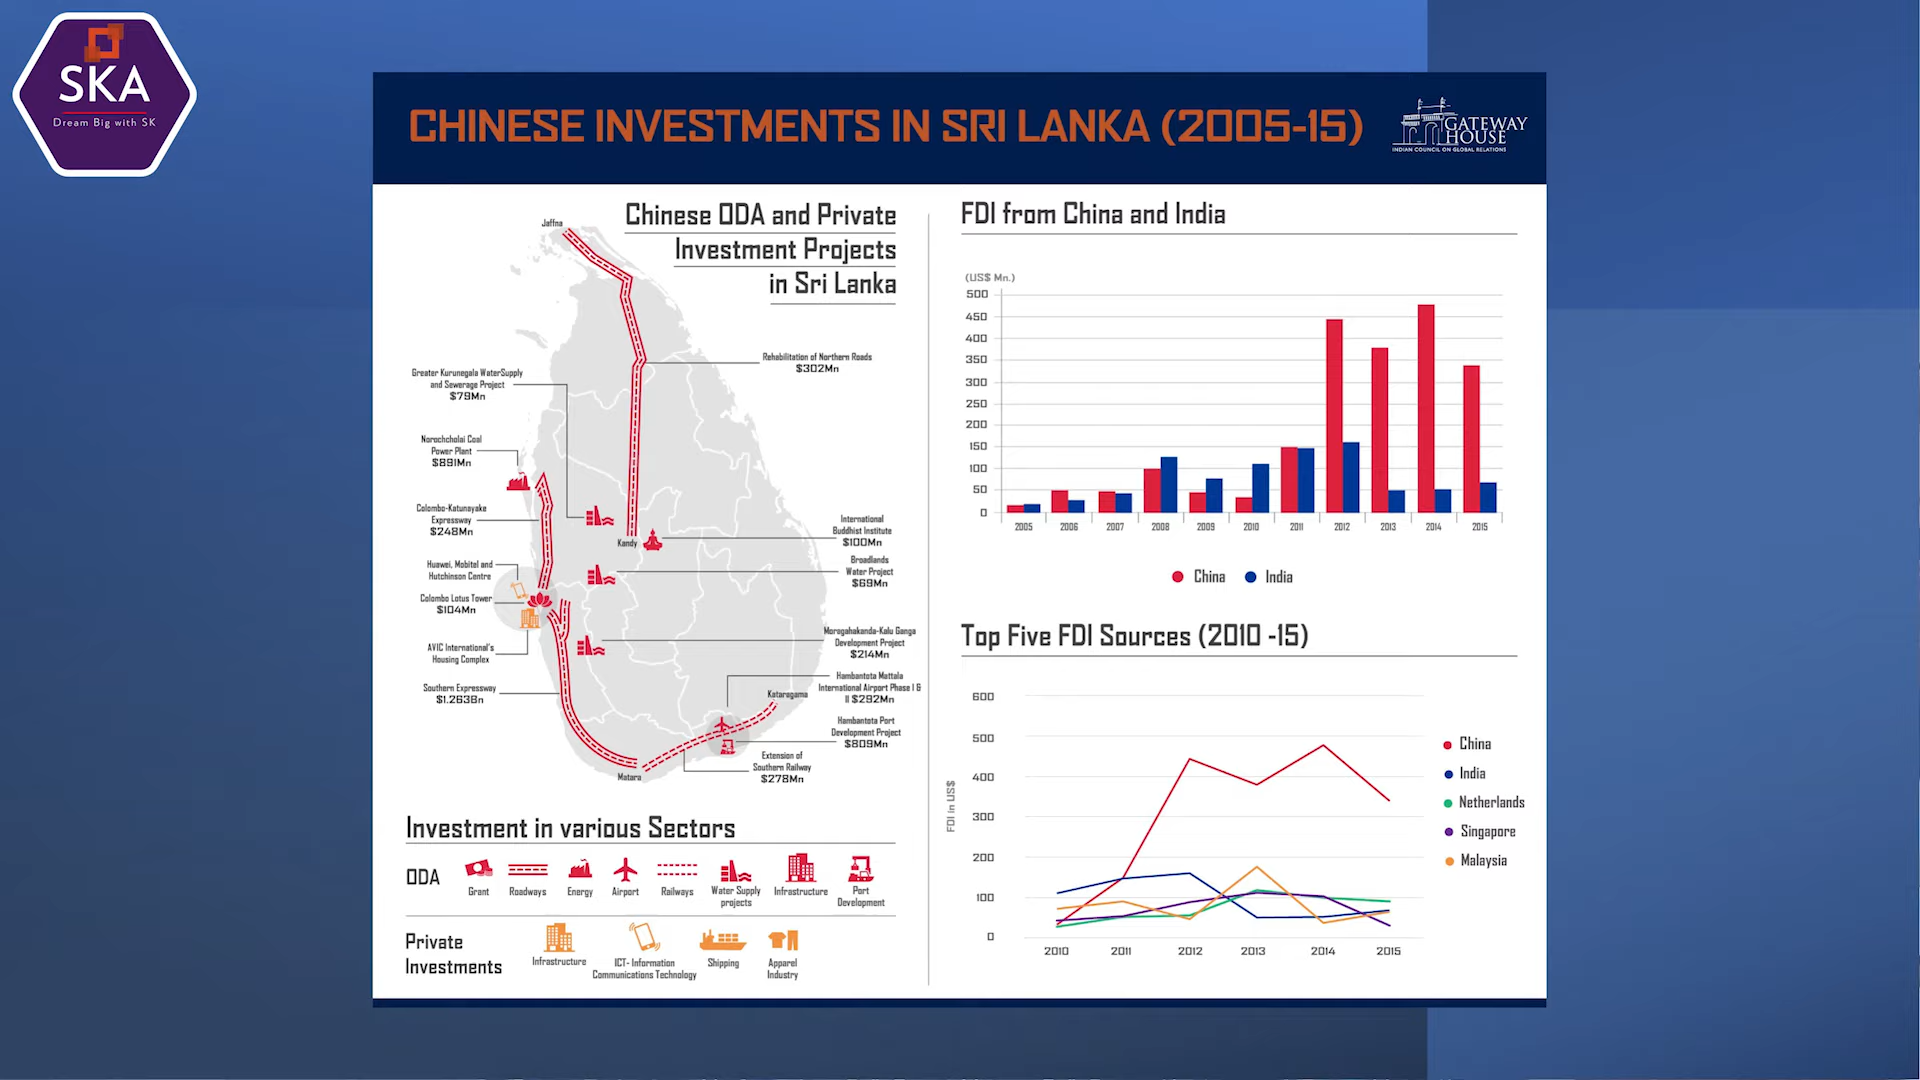 SKA
Dream Big with SK
CHINESE INVESTMENTS IN SRI LANKA (2005-15)
GATEWAY
HOUSE
INDIAN COUNCIL ON GLOBAL RELATIONS
Chinese ODA and Private
Investment Projects
in Sri Lanka
Jaffna
Rehabilitation of Northern Roads
$302Mn
Greater Kurunegala WaterSupply
and Sewerage Project
$79Mn
Norochcholai Coal
Power Plant
$891Mn
Colombo-Katunayake
Expressway
$248Mn
Huawei, Mobitel and
Hutchinson Centre
Colombo Lotus Tower
$104Mn
AVIC International's
Housing Complex
Southern Expressway
$1.263Bn
Kandy
International
Buddhist Institute
$100Mn
Broadlands
Water Project
$69Mn
Moragahakanda-Kalu Ganga
Development Project
$214Mn
Hambantota Mattala
International Airport Phase I &
II $292Mn
Kataragama
Hambantota Port
Development Project
$809Mn
Extension of
Southern Railway
$278Mn
Matara
Investment in various Sectors
ODA
Grant
Roadways
Energy
Airport
Railways
Water Supply
projects
Infrastructure
Port
Development
Private
Investments
Infrastructure
ICT- Information
Communications Technology
Shipping
Apparel
Industry
FDI from China and India
(US$ Mn.)
500
450
400
350
300
250
200
150
100
50
0
2005 2006 2007 2008 2009 2010 2011 2012 2013 2014 2015
China India
Top Five FDI Sources (2010 -15)
FDI in US$
600
500
400
300
200
100
0
2010 2011 2012 2013 2014 2015
China
India
Netherlands
Singapore
Malaysia